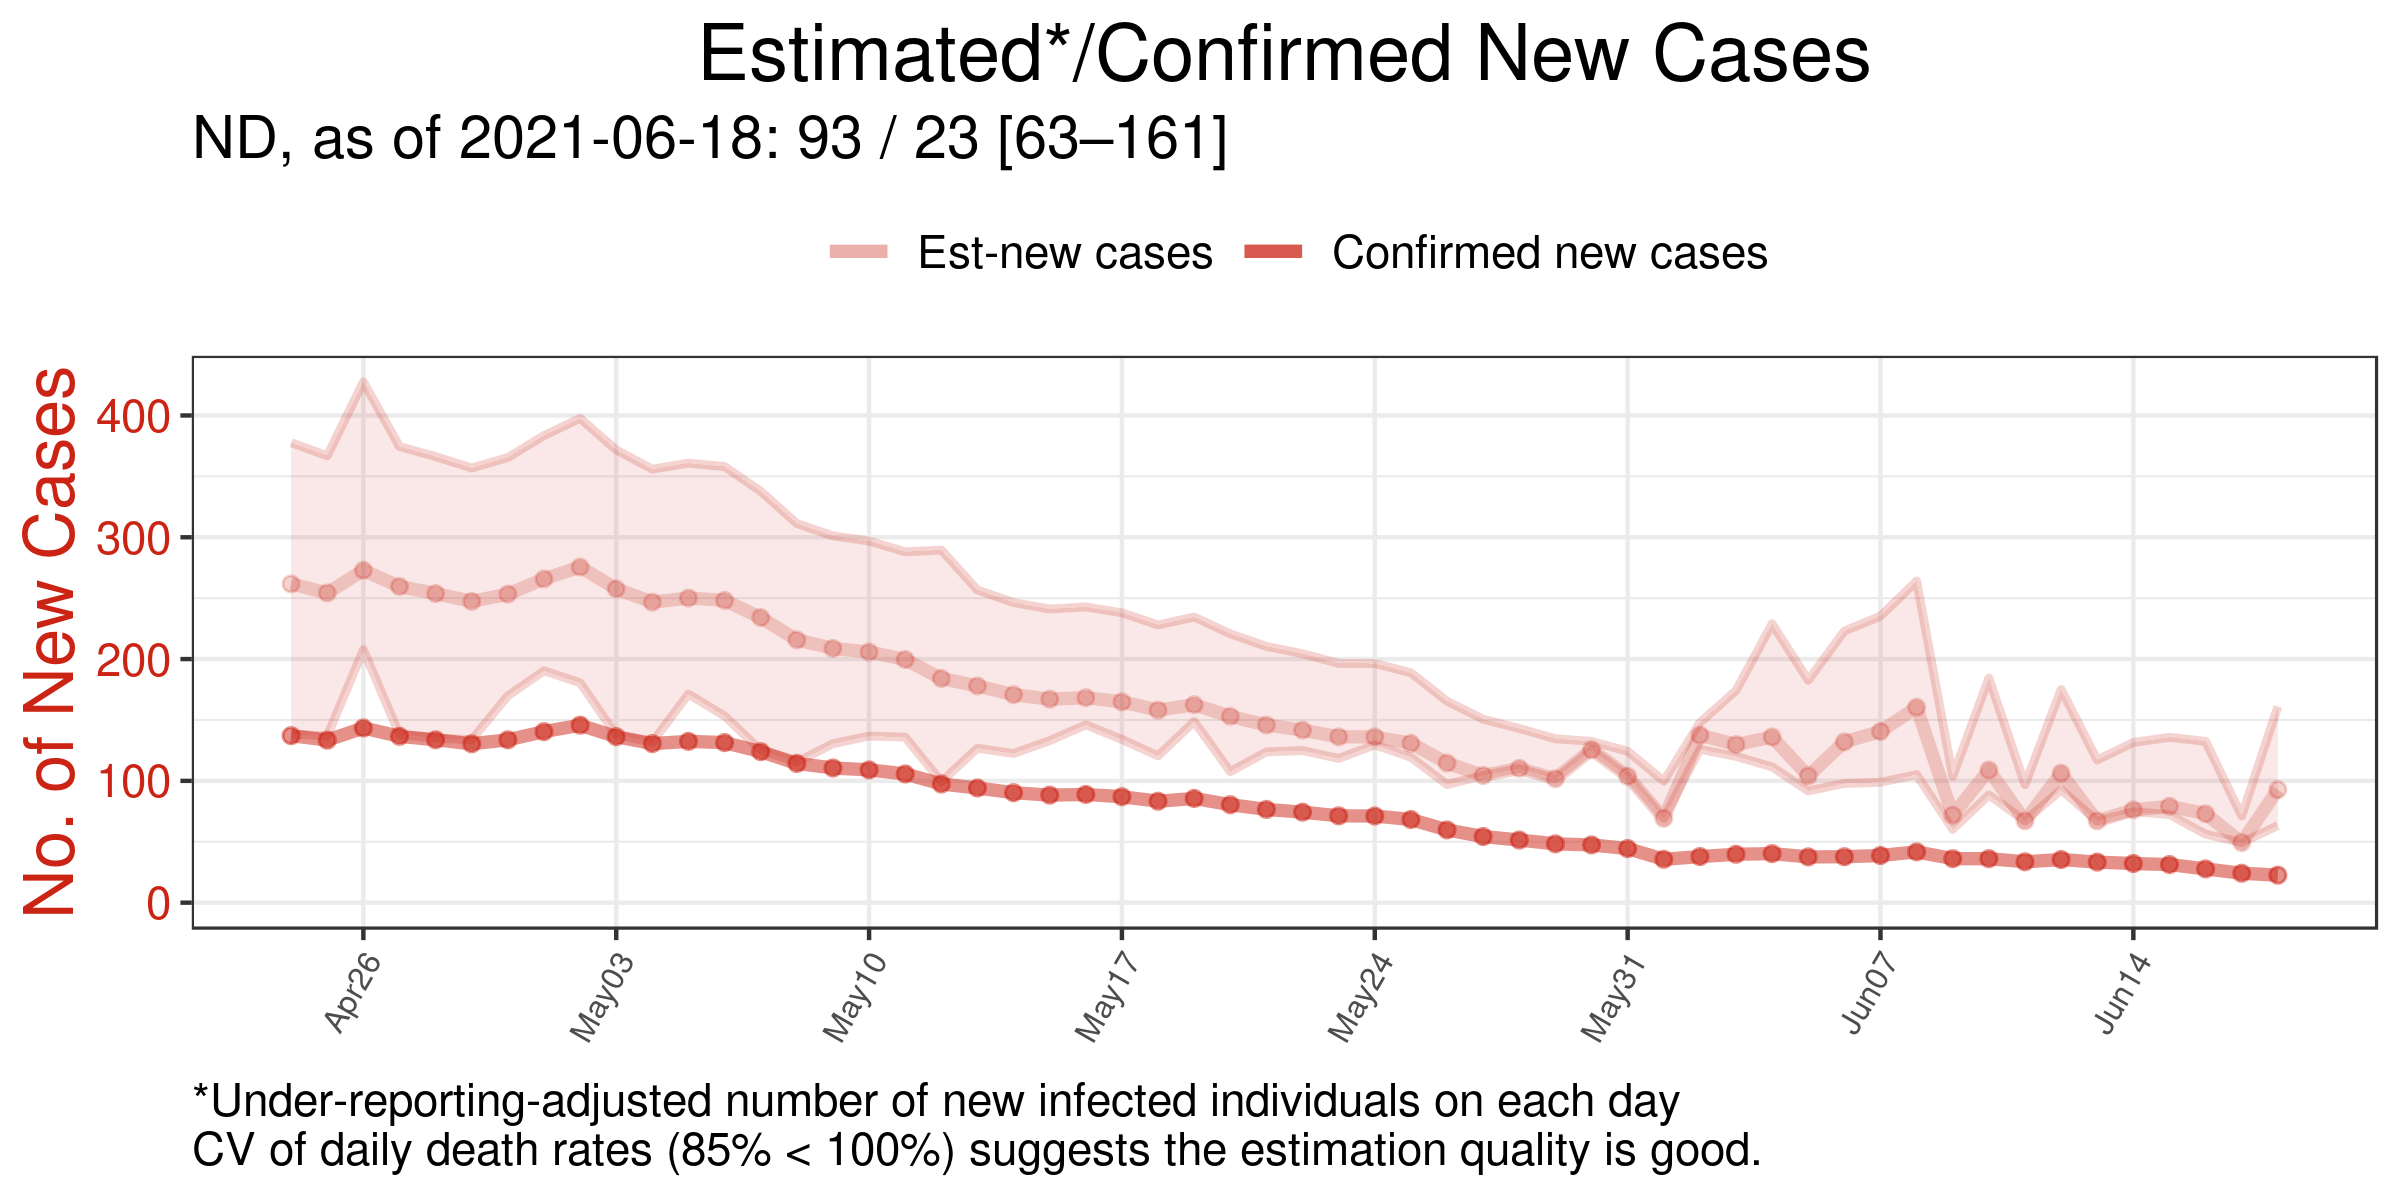 Estimated*/Confirmed New Cases
ND, as of 2021-06-18: 93 / 23 [63–161]
Est-new cases Confirmed new cases
No. of New Cases
400
300
200
100
0
Apr26 May03 May10 May17 May24 May31 Jun07 Jun14
*Under-reporting-adjusted number of new infected individuals on each day
CV of daily death rates (85% < 100%) suggests the estimation quality is good.